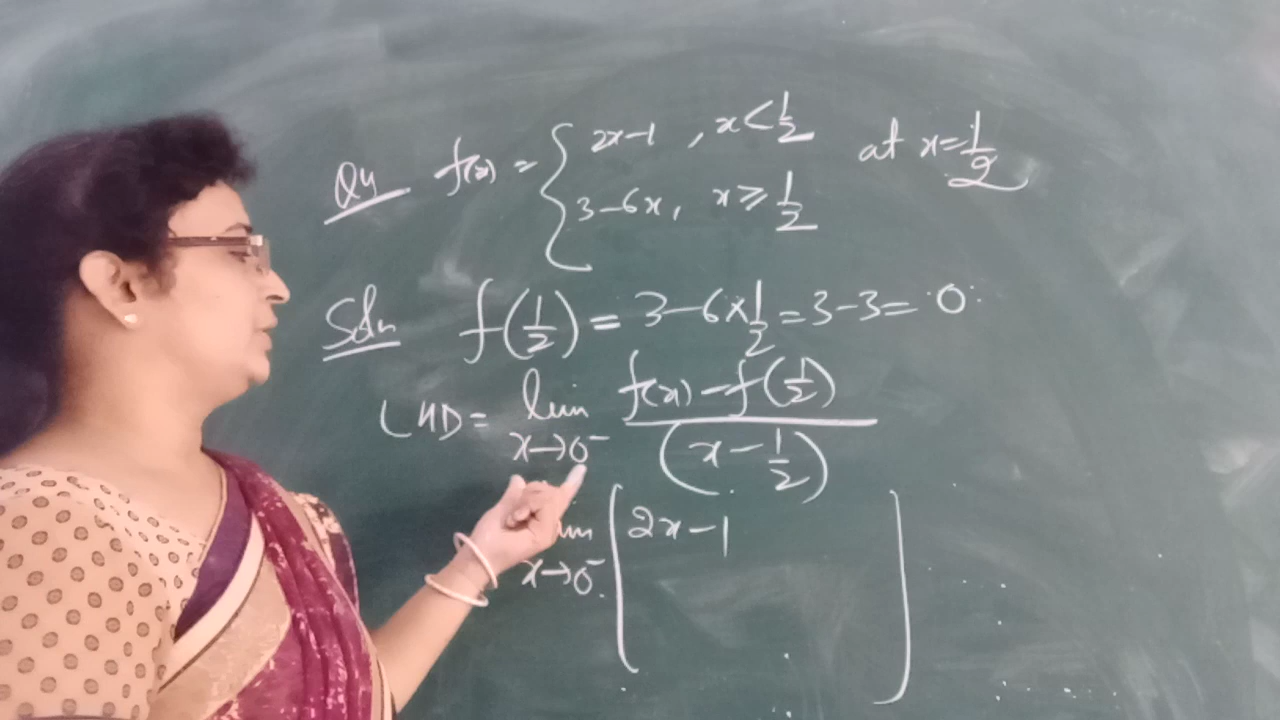 Q4 f(x) = { 2x-1 , x < 1/2 at x = 1/2
3-6x , x ≥ 1/2
Soln f(1/2) = 3-6×1/2 = 3-3 = 0
LHD = lim x→0⁻ f(x) - f(1/2) / (x - 1/2)
x→0⁻ [ 2x-1 ]